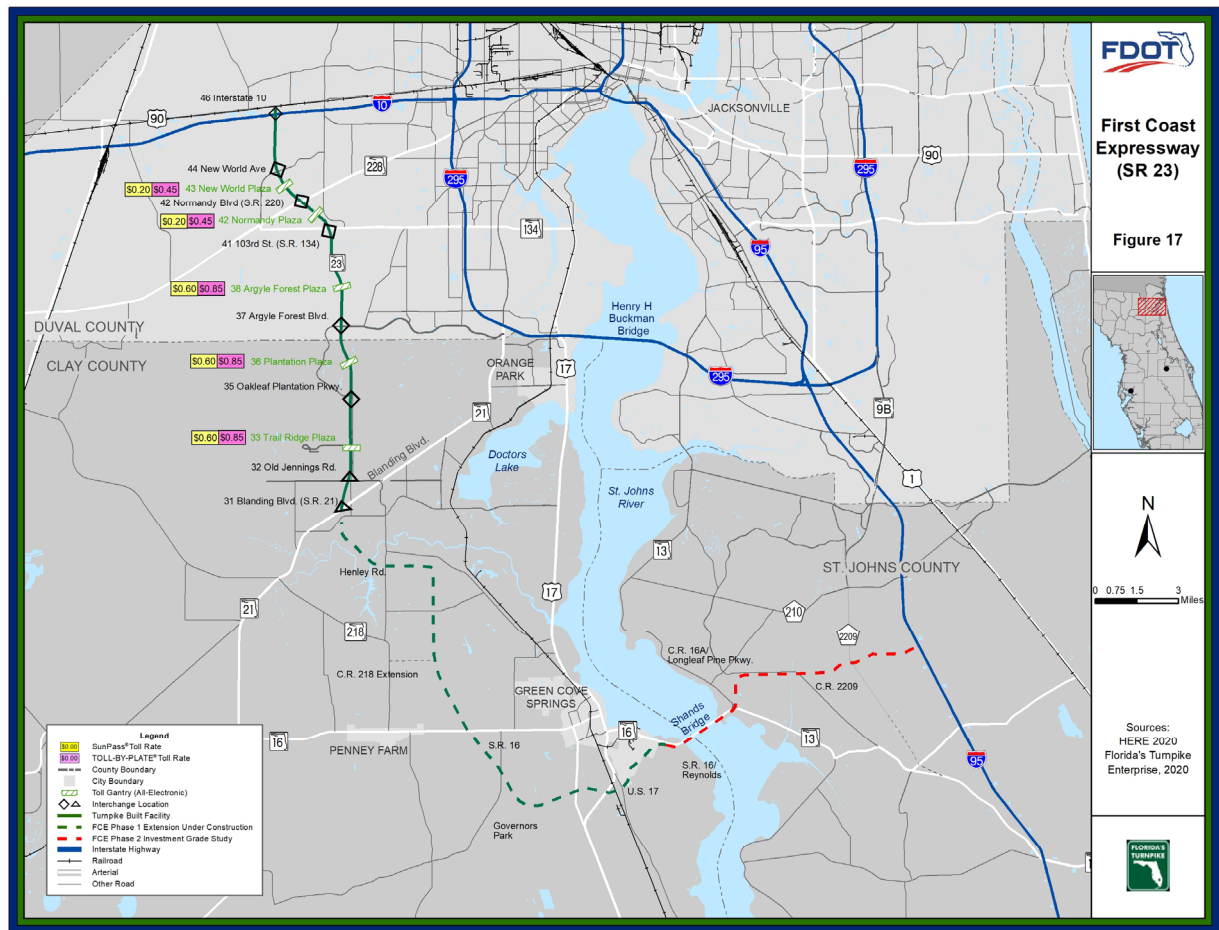 FDOT
First Coast
Expressway
(SR 23)
Figure 17
N
0 0.75 1.5 3
Miles
Sources:
HERE 2020
Florida's Turnpike
Enterprise, 2020
FLORIDA'S
TURNPIKE
46 Interstate 10
90
10
JACKSONVILLE
228
295
295
90
44 New World Ave
$0.20 $0.45 43 New World Plaza
42 Normandy Blvd (S.R. 220)
$0.20 $0.45 42 Normandy Plaza
41 103rd St. (S.R. 134)
134
95
23
$0.60 $0.85 38 Argyle Forest Plaza
37 Argyle Forest Blvd.
Henry H
Buckman
Bridge
DUVAL COUNTY
CLAY COUNTY
$0.60 $0.85 36 Plantation Plaza
ORANGE
PARK
17
295
35 Oakleaf Plantation Pkwy.
21
9B
$0.60 $0.85 33 Trail Ridge Plaza
Blanding Blvd.
Doctors
Lake
32 Old Jennings Rd.
1
31 Blanding Blvd. (S.R. 21)
St. Johns
River
13
Henley Rd.
ST. JOHNS COUNTY
17
21
210
218
2209
C.R. 16A/
Longleaf Pine Pkwy.
C.R. 218 Extension
C.R. 2209
GREEN COVE
SPRINGS
Shands
Bridge
16
16
13
PENNEY FARM
S.R. 16
S.R. 16/
Reynolds
95
U.S. 17
Governors
Park
Legend
$0.00 SunPass® Toll Rate
$0.00 TOLL-BY-PLATE® Toll Rate
County Boundary
City Boundary
Toll Gantry (All-Electronic)
Interchange Location
Turnpike Built Facility
FCE Phase 1 Extension Under Construction
FCE Phase 2 Investment Grade Study
Interstate Highway
Railroad
Arterial
Other Road